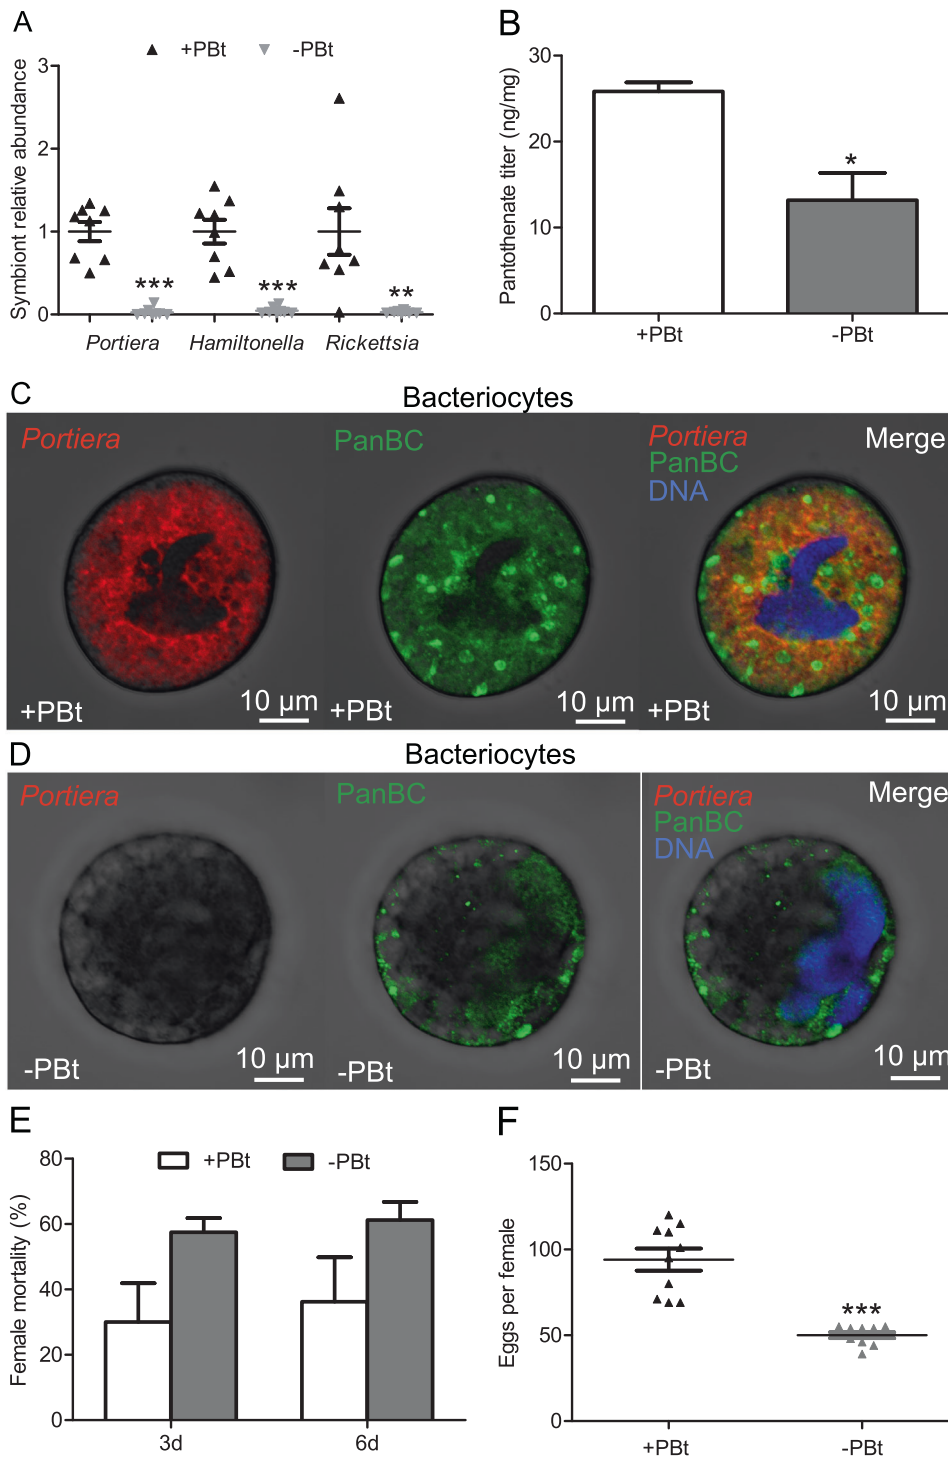 A
+PBt -PBt
Symbiont relative abundance
3
2
1
0
*** *** **
Portiera Hamiltonella Rickettsia
B
Pantothenate titer (ng/mg)
30
20
10
0
*
+PBt -PBt
C
Bacteriocytes
Portiera
+PBt
10 µm
PanBC
+PBt
10 µm
Portiera
PanBC
DNA
Merge
+PBt
10 µm
D
Bacteriocytes
Portiera
-PBt
10 µm
PanBC
-PBt
10 µm
Portiera
PanBC
DNA
Merge
-PBt
10 µm
E
+PBt -PBt
Female mortality (%)
80
60
40
20
0
3d 6d
F
Eggs per female
150
100
50
0
***
+PBt -PBt